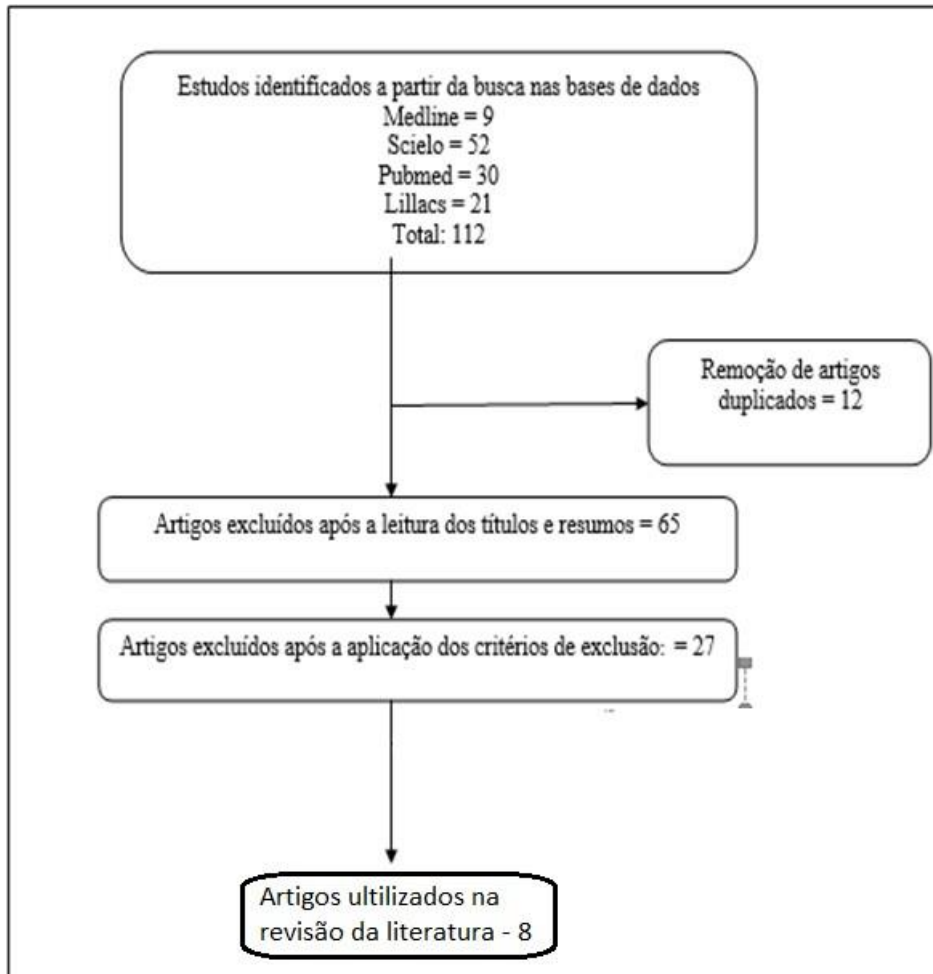 Estudos identificados a partir da busca nas bases de dados
Medline = 9
Scielo = 52
Pubmed = 30
Lillacs = 21
Total: 112
Remoção de artigos
duplicados = 12
Artigos excluídos após a leitura dos títulos e resumos = 65
Artigos excluídos após a aplicação dos critérios de exclusão: = 27
Artigos ultilizados na
revisão da literatura - 8